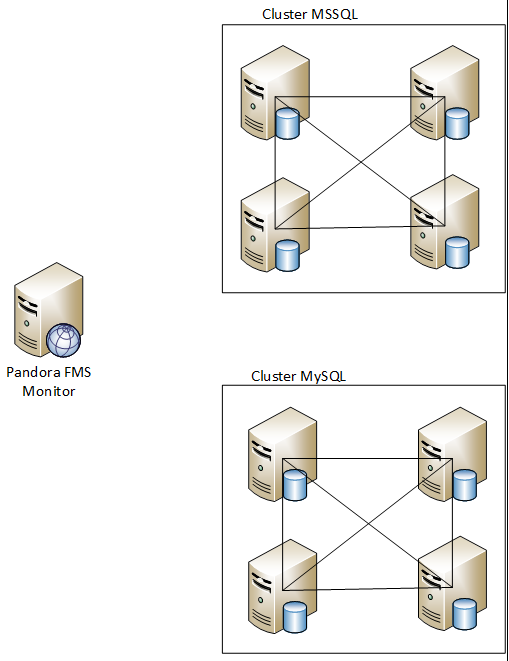 Cluster MSSQL
Pandora FMS
Monitor
Cluster MySQL